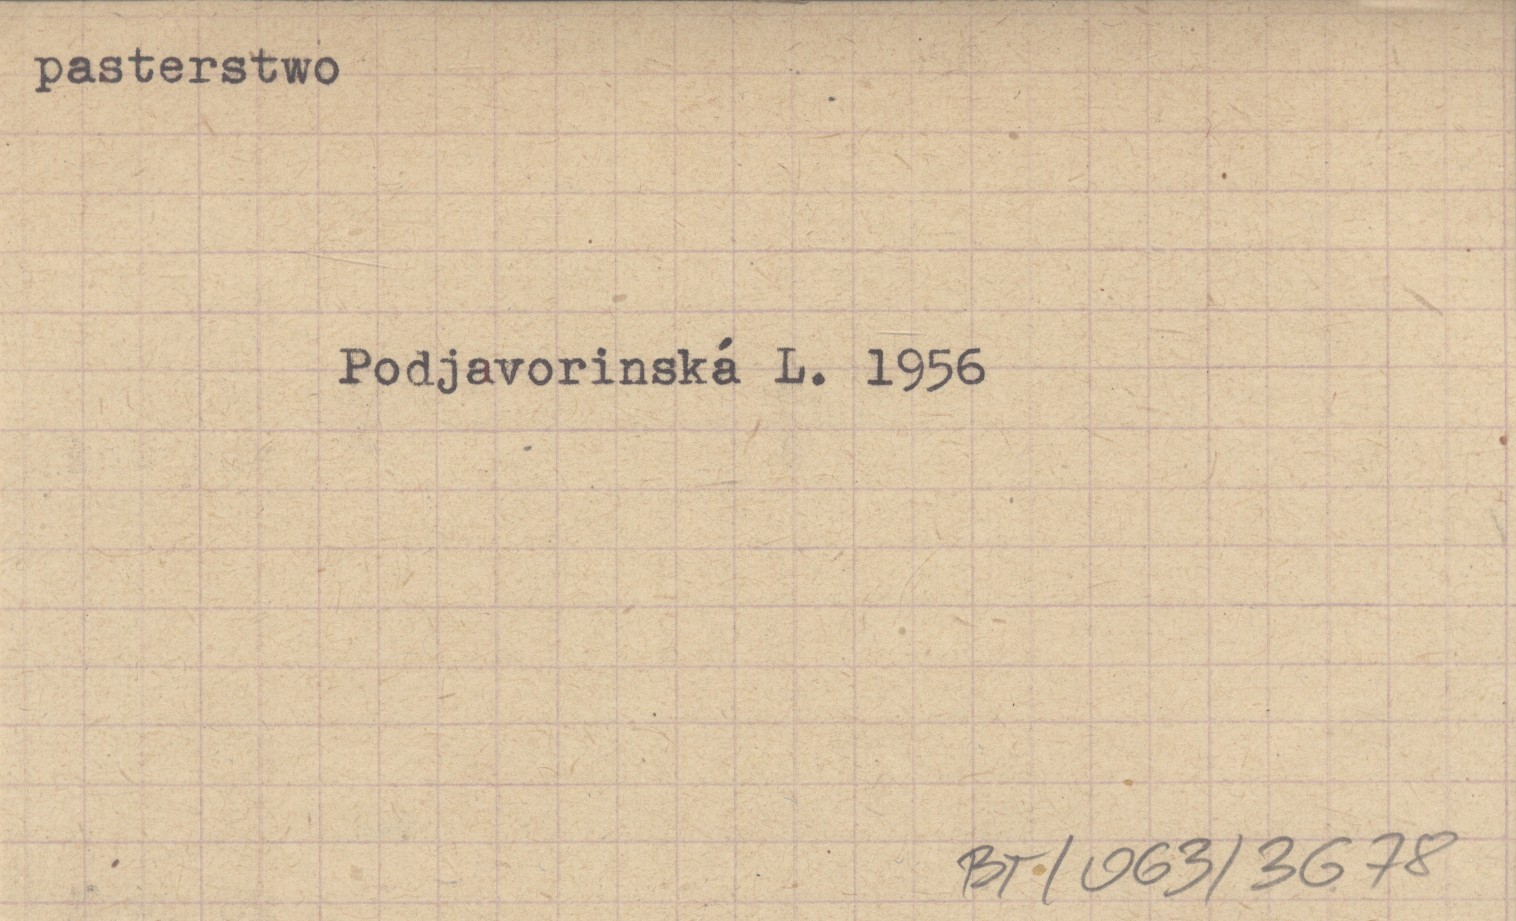 pasterstwo
Podjavorinská L. 1956
BT/063/3678